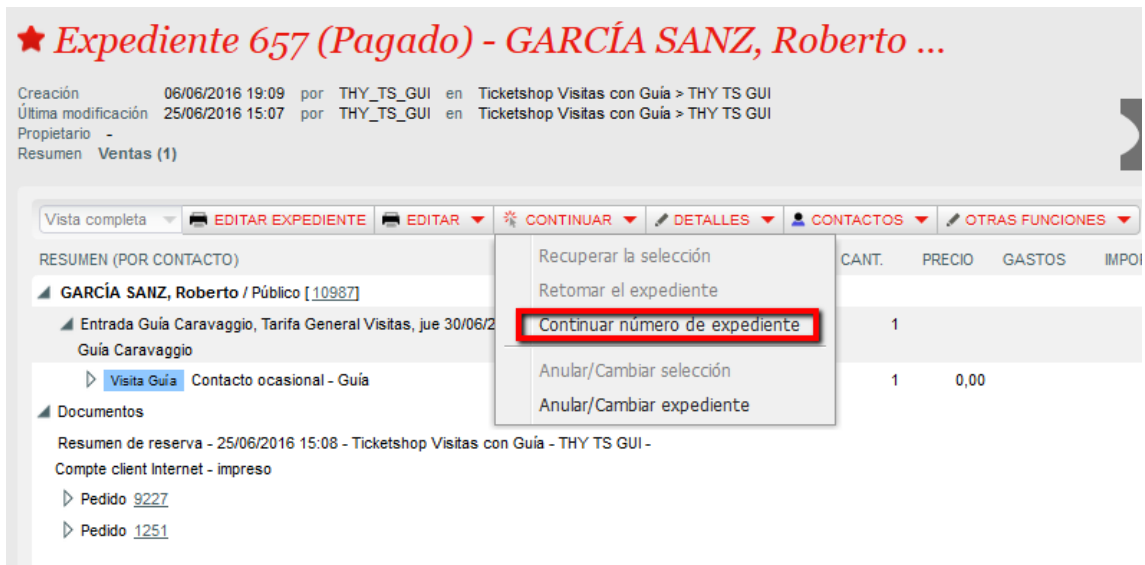 Expediente 657 (Pagado) - GARCÍA SANZ, Roberto ...
Creación 06/06/2016 19:09 por THY_TS_GUI en Ticketshop Visitas con Guía > THY TS GUI
Última modificación 25/06/2016 15:07 por THY_TS_GUI en Ticketshop Visitas con Guía > THY TS GUI
Propietario -
Resumen Ventas (1)
Vista completa EDITAR EXPEDIENTE EDITAR CONTINUAR DETALLES CONTACTOS OTRAS FUNCIONES
RESUMEN (POR CONTACTO) CANT. PRECIO GASTOS IMPOR
Recuperar la selección
Retomar el expediente
Continuar número de expediente
Anular/Cambiar selección
Anular/Cambiar expediente
GARCÍA SANZ, Roberto / Público [10987]
Entrada Guía Caravaggio, Tarifa General Visitas, jue 30/06/2 1
Guía Caravaggio
Visita Guía Contacto ocasional - Guía 1 0,00
Documentos
Resumen de reserva - 25/06/2016 15:08 - Ticketshop Visitas con Guía - THY TS GUI -
Compte client Internet - impreso
Pedido 9227
Pedido 1251